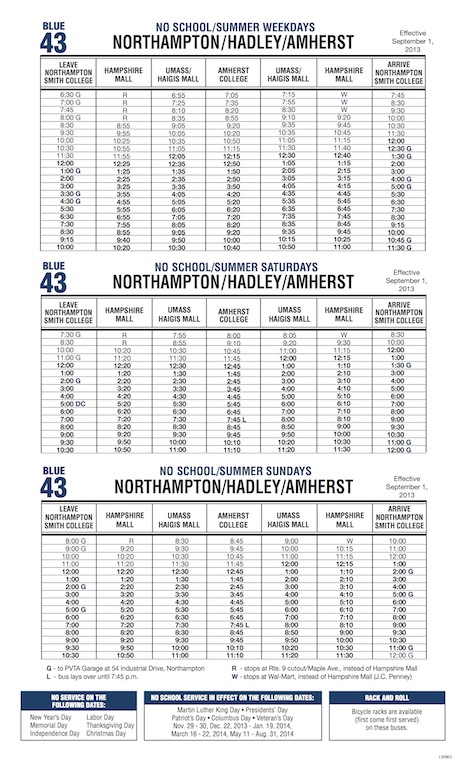 BLUE
43
NO SCHOOL/SUMMER WEEKDAYS
NORTHAMPTON/HADLEY/AMHERST
Effective
September 1,
2013
LEAVE NORTHAMPTON SMITH COLLEGE HAMPSHIRE MALL UMASS/ HAIGIS MALL AMHERST COLLEGE UMASS/ HAIGIS MALL HAMPSHIRE MALL ARRIVE NORTHAMPTON SMITH COLLEGE
6:30 G R 6:55 7:05 7:15 W 7:45
7:00 G R 7:25 7:35 7:55 W 8:30
7:45 R 8:10 8:30 8:55 W 9:30
8:00 G R 8:35 8:55 9:10 9:20 10:00
8:30 8:55 9:05 9:20 9:35 9:45 10:30
9:30 9:55 10:05 10:20 10:35 10:45 11:30
10:00 10:25 10:35 10:50 11:05 11:15 12:00
10:30 10:55 11:05 11:15 11:30 11:40 12:30 G
11:30 11:55 12:05 12:15 12:30 12:40 1:30 G
12:00 12:25 12:35 12:50 1:05 1:15 2:00
1:00 G 1:25 1:35 1:50 2:05 2:15 3:00
2:00 2:25 2:35 2:50 3:05 3:15 4:00 G
3:00 3:25 3:35 3:50 4:05 4:15 5:00 G
3:30 G 3:55 4:05 4:20 4:35 4:45 5:45
4:30 G 4:55 5:05 5:20 5:35 5:45 6:30
5:30 5:55 6:05 6:20 6:35 6:45 7:30
6:30 6:55 7:05 7:20 7:35 7:45 8:30
7:30 7:55 8:05 8:20 8:35 8:45 9:15
8:30 8:55 9:05 9:20 9:35 9:45 10:00
9:15 9:40 9:50 10:00 10:15 10:25 10:45 G
10:00 10:20 10:30 10:40 10:50 11:00 11:30 G
BLUE
43
NO SCHOOL/SUMMER SATURDAYS
NORTHAMPTON/HADLEY/AMHERST
Effective
September 1,
2013
LEAVE NORTHAMPTON SMITH COLLEGE HAMPSHIRE MALL UMASS HAIGIS MALL AMHERST COLLEGE UMASS HAIGIS MALL HAMPSHIRE MALL ARRIVE NORTHAMPTON SMITH COLLEGE
7:30 G R 7:55 8:00 8:05 W 8:30
8:30 R 8:55 9:10 9:20 9:30 10:00
10:00 10:20 10:30 10:45 11:00 11:15 12:00
11:00 G 11:20 11:30 11:45 12:00 12:15 1:00
12:00 12:20 12:30 12:45 1:00 1:10 1:30 G
1:00 1:20 1:30 1:45 2:00 2:10 3:00
2:00 G 2:20 2:30 2:45 3:00 3:10 4:00
3:00 3:20 3:30 3:45 4:00 4:10 5:00
4:00 4:20 4:30 4:45 5:00 5:10 6:00
5:00 DC 5:20 5:30 5:45 6:00 6:10 7:00
6:00 6:20 6:30 6:45 7:00 7:10 8:00
7:00 7:20 7:30 7:45 L 8:00 8:10 9:00
8:00 8:20 8:30 8:45 8:50 9:00 9:30
9:00 9:20 9:30 9:45 9:50 10:00 10:30
9:30 9:50 10:00 10:10 10:20 10:30 11:00 G
10:30 10:50 11:00 11:10 11:20 11:30 12:00 G
BLUE
43
NO SCHOOL/SUMMER SUNDAYS
NORTHAMPTON/HADLEY/AMHERST
Effective
September 1,
2013
LEAVE NORTHAMPTON SMITH COLLEGE HAMPSHIRE MALL UMASS HAIGIS MALL AMHERST COLLEGE UMASS HAIGIS MALL HAMPSHIRE MALL ARRIVE NORTHAMPTON SMITH COLLEGE
8:00 G R 8:30 8:45 9:00 W 10:00
9:00 G 9:20 9:30 9:45 10:00 10:15 11:00
10:00 10:20 10:30 10:45 11:00 11:15 12:00
11:00 11:20 11:30 11:45 12:00 12:15 1:00
12:00 12:20 12:30 12:45 1:00 1:10 2:00 G
1:00 1:20 1:30 1:45 2:00 2:10 3:00
2:00 G 2:20 2:30 2:45 3:00 3:10 4:00
3:00 3:20 3:30 3:45 4:00 4:10 5:00 G
4:00 4:20 4:30 4:45 5:00 5:10 6:00
5:00 G 5:20 5:30 5:45 6:00 6:10 7:00
6:00 6:20 6:30 6:45 7:00 7:10 8:00
7:00 7:20 7:30 7:45 L 8:00 8:10 9:00
8:00 8:20 8:30 8:45 8:50 9:00 9:30
9:00 9:20 9:30 9:45 9:50 10:00 10:30
9:30 9:50 10:00 10:10 10:20 10:30 11:00 G
10:30 10:50 11:00 11:10 11:20 11:30 12:00 G
G - to PVTA Garage at 54 Industrial Drive, Northampton
L - bus lays over until 7:45 p.m.
R - stops at Rte. 9 cutout/Maple Ave., instead of Hampshire Mall
W - stops at Wal-Mart, instead of Hampshire Mall (J.C. Penney)
NO SERVICE ON THE
FOLLOWING DATES:
New Year's Day Labor Day
Memorial Day Thanksgiving Day
Independence Day Christmas Day
NO SCHOOL SERVICE IN EFFECT ON THE FOLLOWING DATES:
Martin Luther King Day • Presidents' Day
Patriot's Day • Columbus Day • Veteran's Day
Nov. 29 - 30, Dec. 22, 2013 - Jan. 19, 2014,
March 16 - 22, 2014, May 11 - Aug. 31, 2014
RACK AND ROLL
Bicycle racks are available
(first come first served)
on these buses.